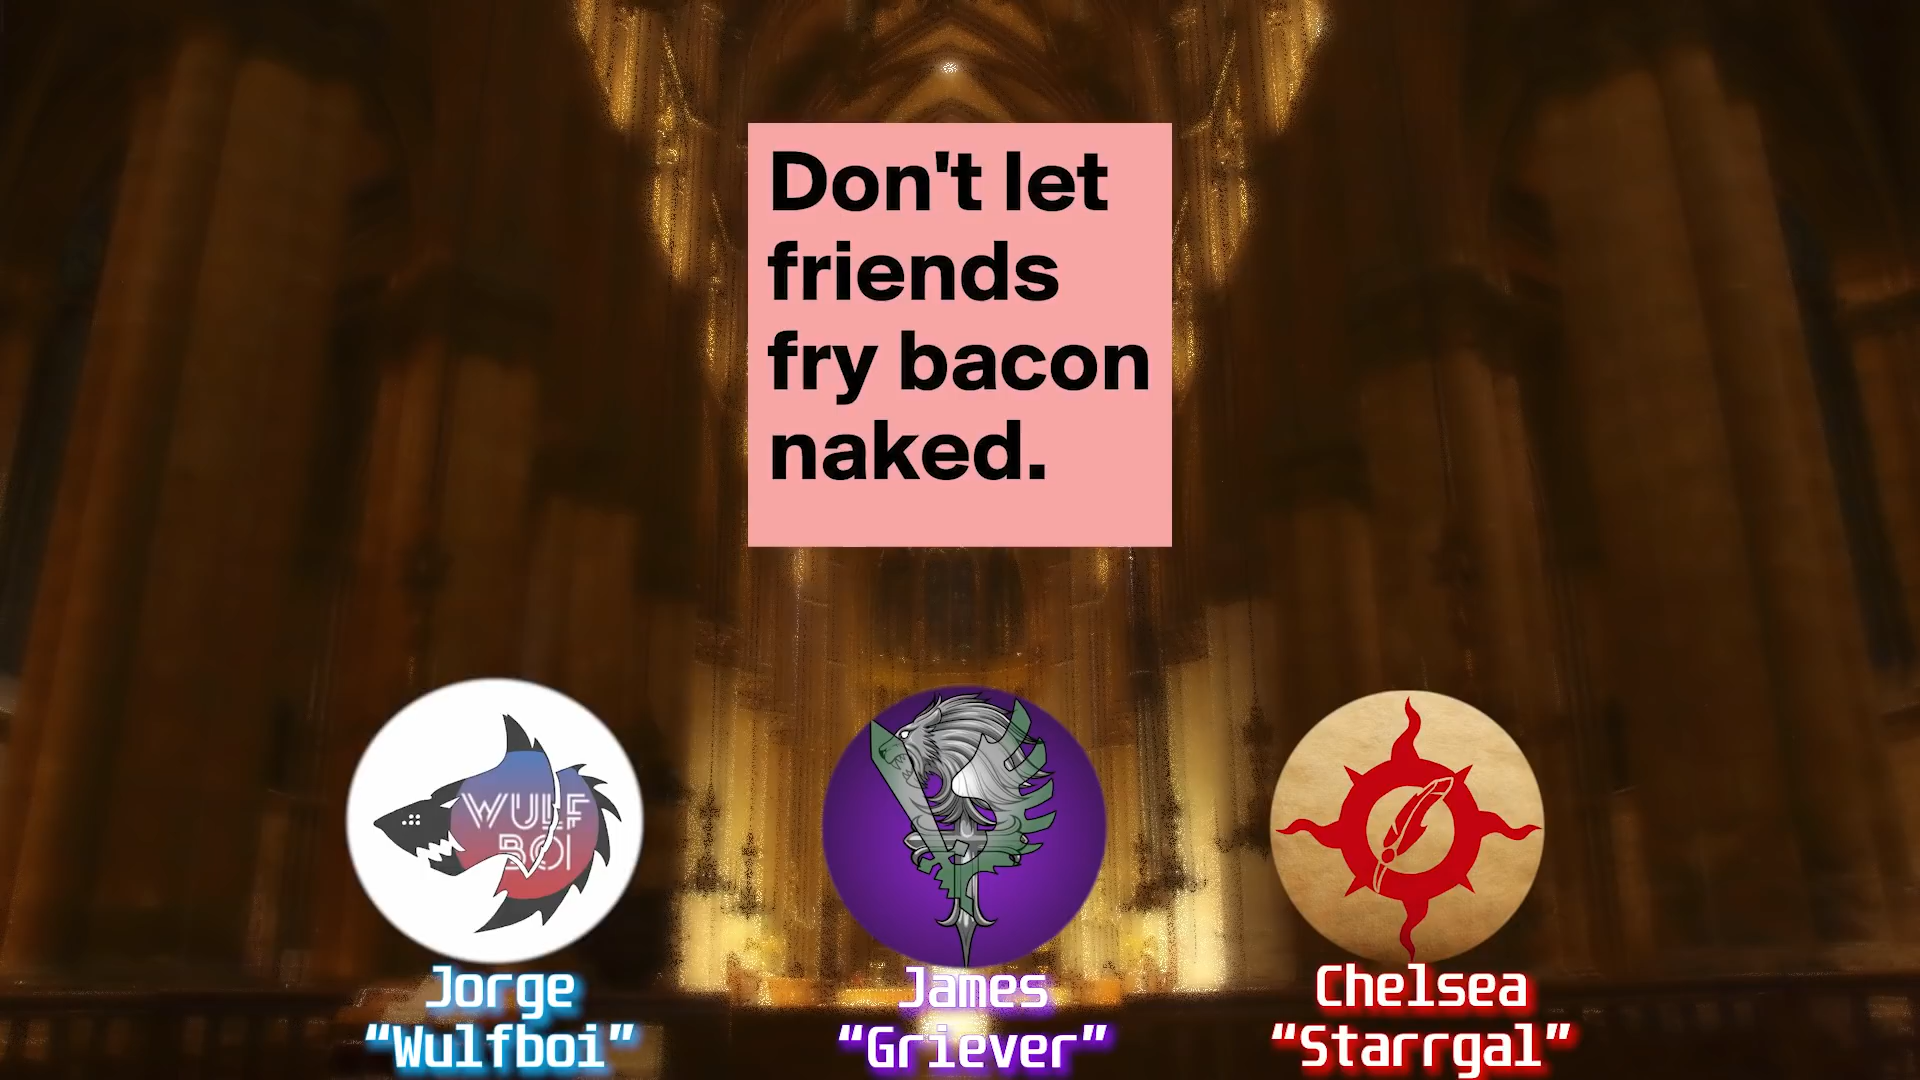 Don't let
friends
fry bacon
naked.
WULF
BOI
Jorge
“Wulfboi”
James
“Griever”
Chelsea
“Starrgal”